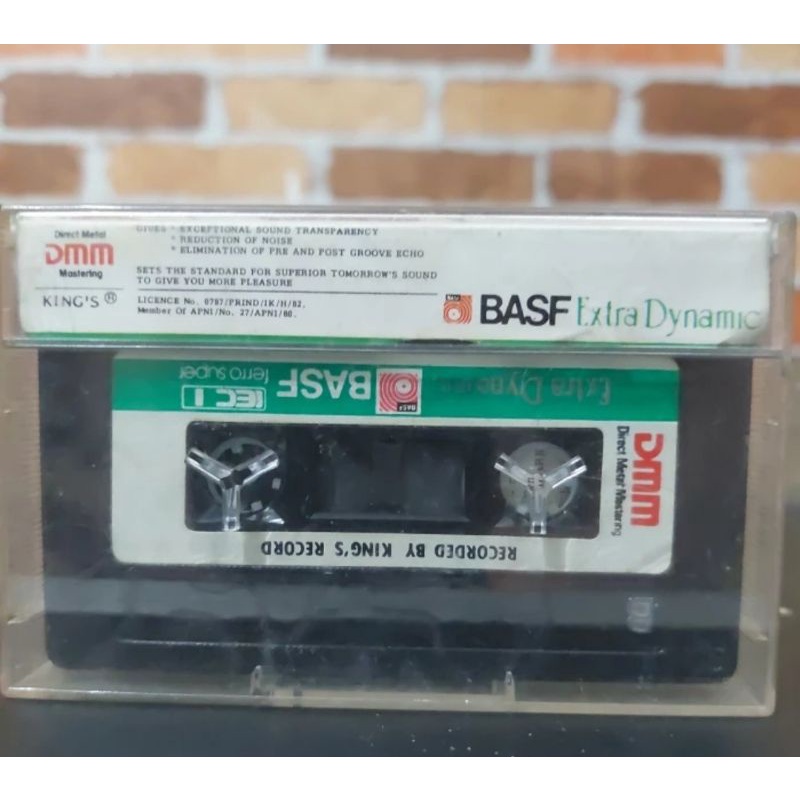 Direct Metal
DMM
Mastering
KING'S ®
GIVES * EXCEPTIONAL SOUND TRANSPARENCY
* REDUCTION OF NOISE
* ELIMINATION OF PRE AND POST GROOVE ECHO
SETS THE STANDARD FOR SUPERIOR TOMORROW'S SOUND
TO GIVE YOU MORE PLEASURE
LICENCE No. 0797/PRIND/IK/H/82.
Member Of APNI/No. 27/APNI/80.
BASF Extra Dynamic
BASF
Extra Dynamic
BASF
BASF
ferro super
IEC I
DMM
Direct Metal Mastering
RECORDED BY KING'S RECORD
B